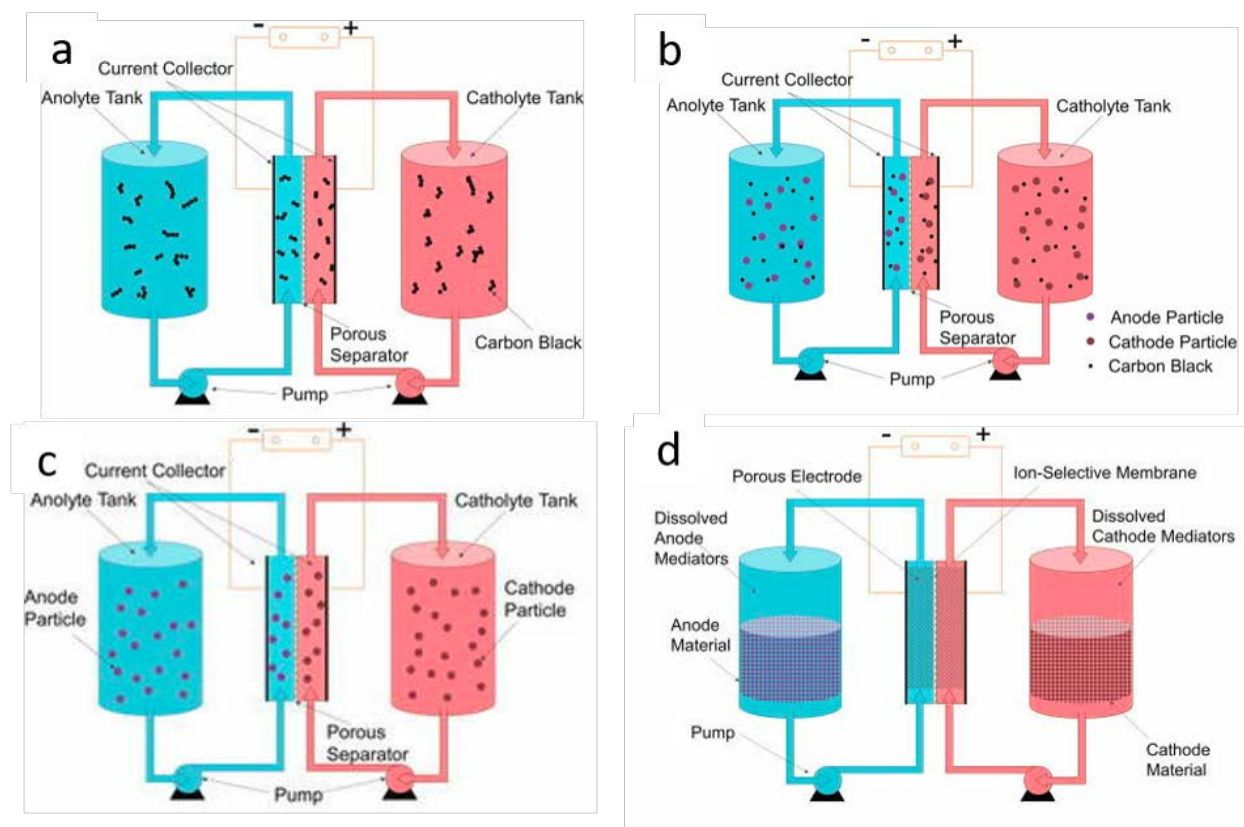 a
- +
Current Collector
Anolyte Tank
Catholyte Tank
Porous
Separator
Carbon Black
Pump
b
- +
Current Collector
Anolyte Tank
Catholyte Tank
Porous
Separator
Pump
Anode Particle
Cathode Particle
Carbon Black
c
- +
Current Collector
Anolyte Tank
Catholyte Tank
Anode
Particle
Cathode
Particle
Porous
Separator
Pump
d
- +
Porous Electrode
Ion-Selective Membrane
Dissolved
Anode
Mediators
Dissolved
Cathode Mediators
Anode
Material
Pump
Cathode
Material